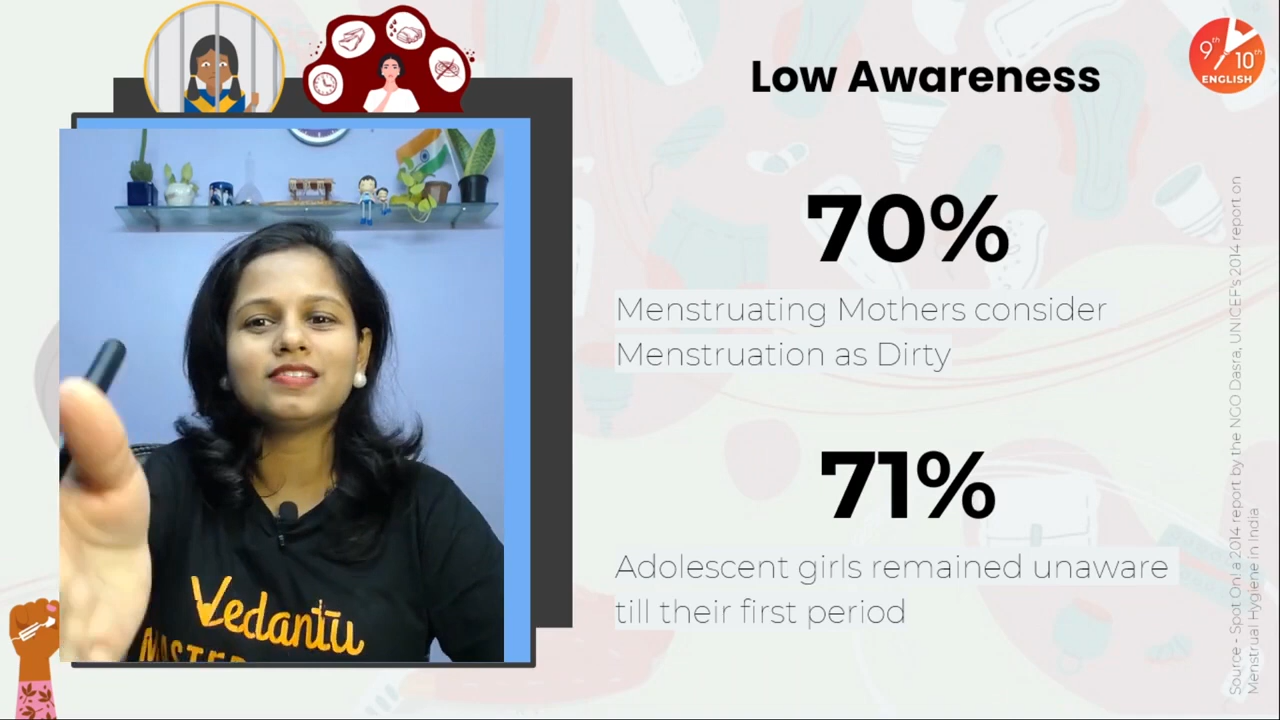 Low Awareness
9th 10th
ENGLISH
70%
Menstruating Mothers consider
Menstruation as Dirty
71%
Adolescent girls remained unaware
till their first period
Source - Spot On! a 2014 report by the NGO Dasra, UNICEF's 2014 report on
Menstrual Hygiene in India
Vedantu
MASTER